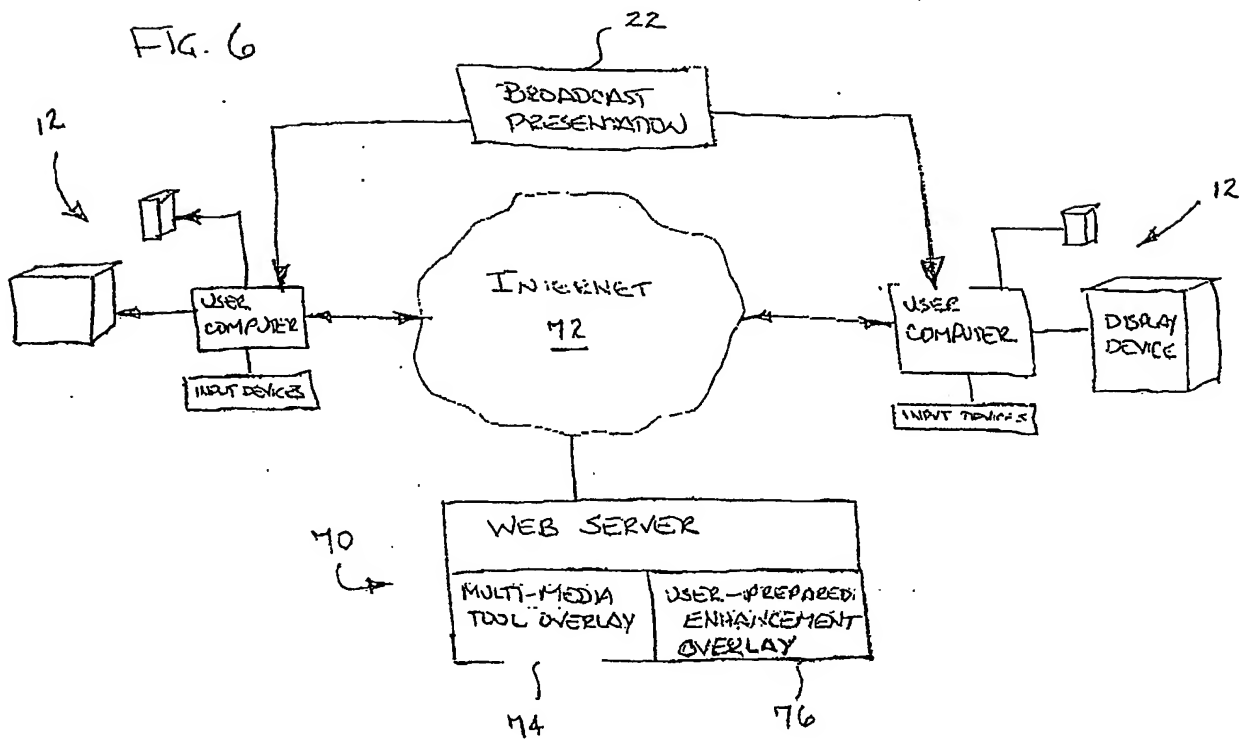 FIG. 6
22
BROADCAST
PRESENTATION
12
12
INTERNET
72
USER
COMPUTER
INPUT DEVICES
USER
COMPUTER
DISPLAY
DEVICE
INPUT DEVICES
WEB SERVER
70
MULTI-MEDIA
TOOL OVERLAY
USER-PREPARED
ENHANCEMENT
OVERLAY
74
76